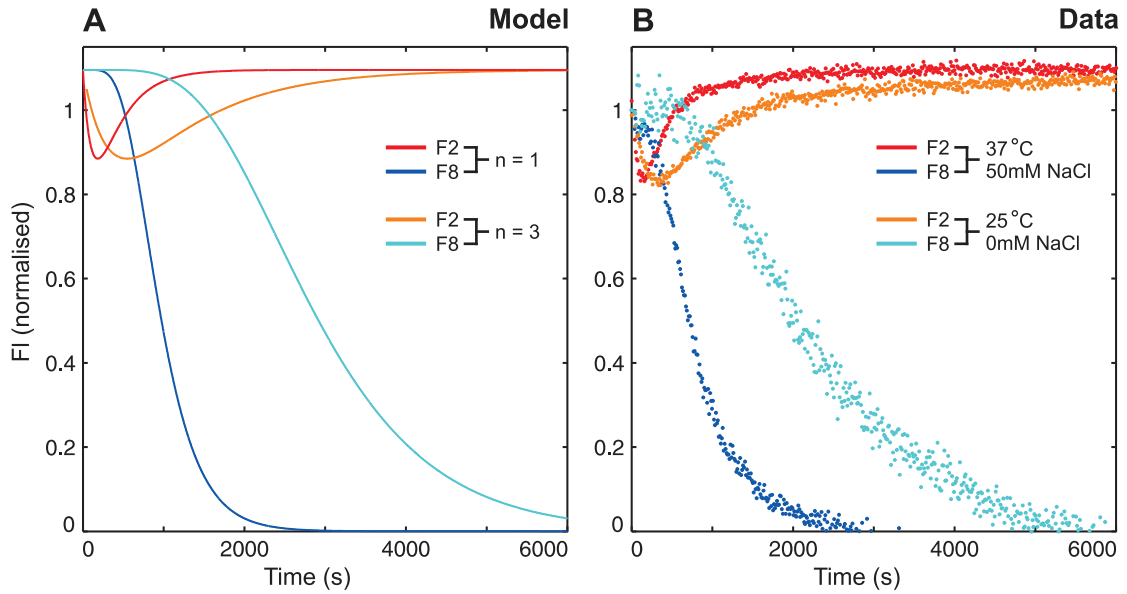 A
Model
FI (normalised)
1
0.8
0.6
0.4
0.2
0
F2
F8
n = 1
F2
F8
n = 3
0
2000
4000
6000
Time (s)
B
Data
1
0.8
0.6
0.4
0.2
0
F2
F8
37 °C
50mM NaCl
F2
F8
25 °C
0mM NaCl
0
2000
4000
6000
Time (s)